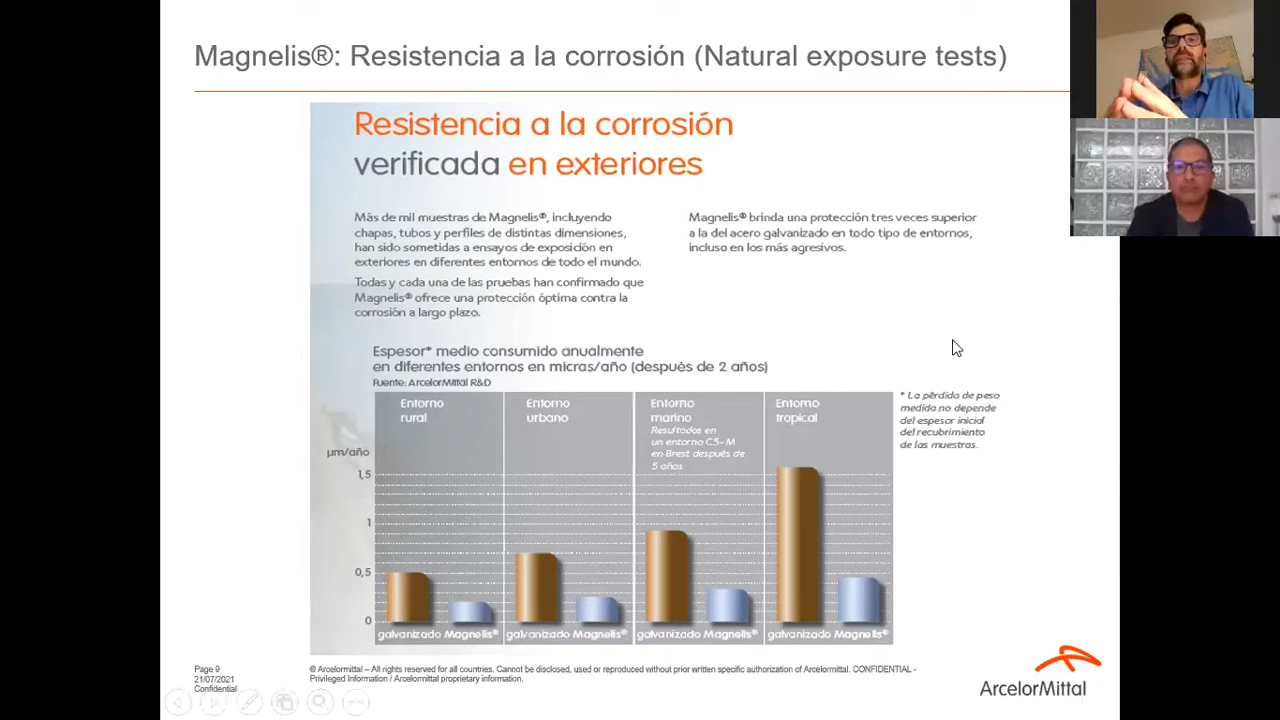 Magnelis®: Resistencia a la corrosión (Natural exposure tests)
Resistencia a la corrosión
verificada en exteriores
Más de mil muestras de Magnelis®, incluyendo
chapas, tubos y perfiles de distintas dimensiones,
han sido sometidas a ensayos de exposición en
exteriores en diferentes entornos de todo el mundo.
Todas y cada una de las pruebas han confirmado que
Magnelis® ofrece una protección óptima contra la
corrosión a largo plazo.
Magnelis® brinda una protección tres veces superior
a la del acero galvanizado en todo tipo de entornos,
incluso en los más agresivos.
Espesor* medio consumido anualmente
en diferentes entornos en micras/año (después de 2 años)
Fuente: ArcelorMittal R&D
Entorno
rural
Entorno
urbano
Entorno
marino
Resultados en
un entorno C5-M
en Brest después de
5 años
Entorno
tropical
* La pérdida de peso
medida no depende
del espesor inicial
del recubrimiento
de las muestras.
µm/año
1,5
1
0,5
0
galvanizado Magnelis® galvanizado Magnelis® galvanizado Magnelis® galvanizado Magnelis®
Page 9
21/07/2021
Confidential
® Arcelormittal – All rights reserved for all countries. Cannot be disclosed, used or reproduced without prior written specific authorization of Arcelormittal. CONFIDENTIAL -
Privileged Information / Arcelormittal proprietary information.
ArcelorMittal